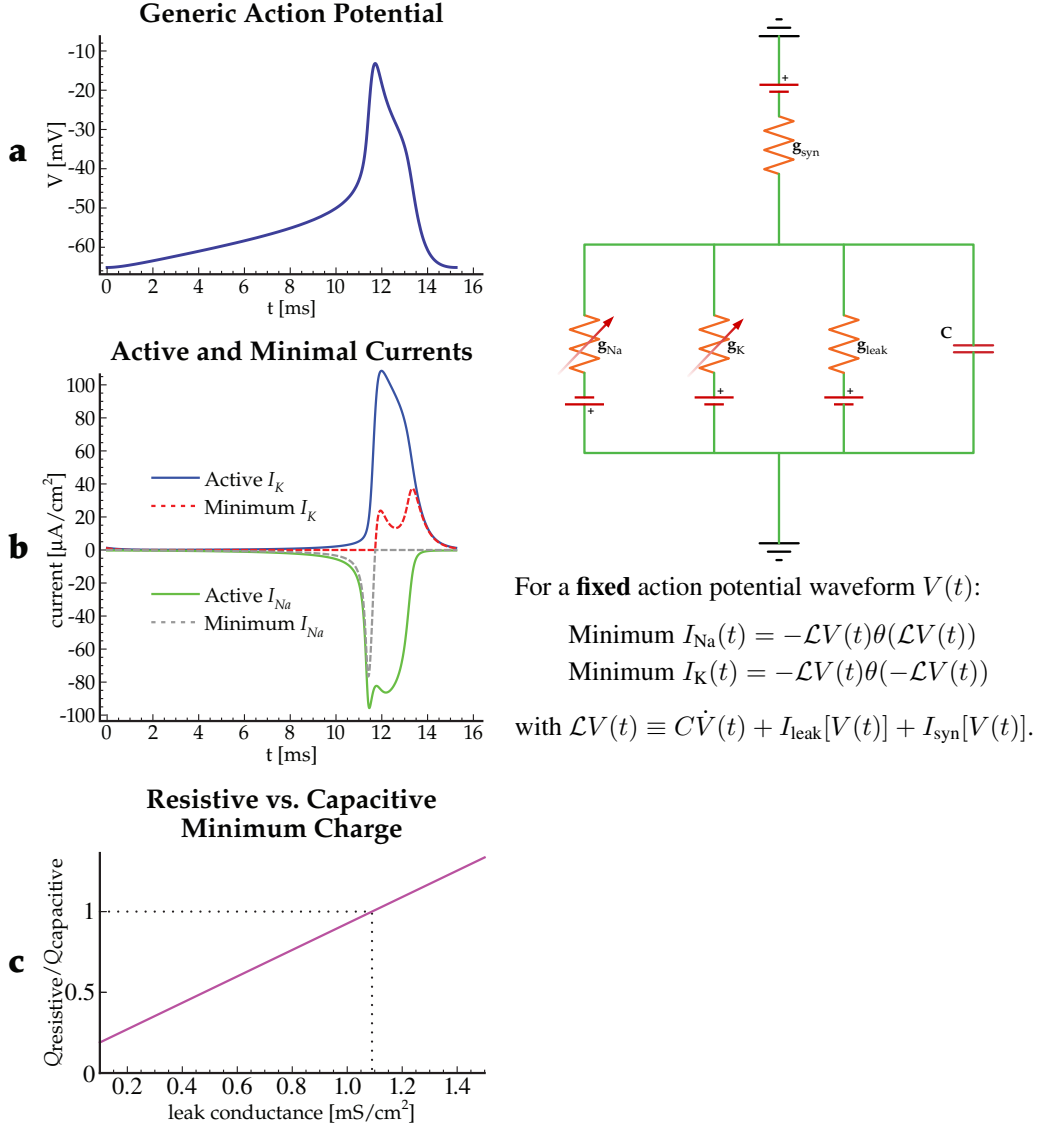 Generic Action Potential
a
V [mV]
-10
-20
-30
-40
-50
-60
0 2 4 6 8 10 12 14 16
t [ms]
Active and Minimal Currents
b
current [µA/cm²]
100
80
60
40
20
0
-20
-40
-60
-80
-100
Active I_K
Minimum I_K
Active I_Na
Minimum I_Na
0 2 4 6 8 10 12 14 16
t [ms]
Resistive vs. Capacitive
Minimum Charge
c
Qresistive/Qcapacitive
1
0.5
0
0.2 0.4 0.6 0.8 1.0 1.2 1.4
leak conductance [mS/cm²]
+
g_syn
g_Na
g_K
g_leak
C
+
+
+
For a fixed action potential waveform V(t):
Minimum I_Na(t) = −ℒV(t)θ(ℒV(t))
Minimum I_K(t) = −ℒV(t)θ(−ℒV(t))
with ℒV(t) ≡ CV̇(t) + I_leak[V(t)] + I_syn[V(t)].